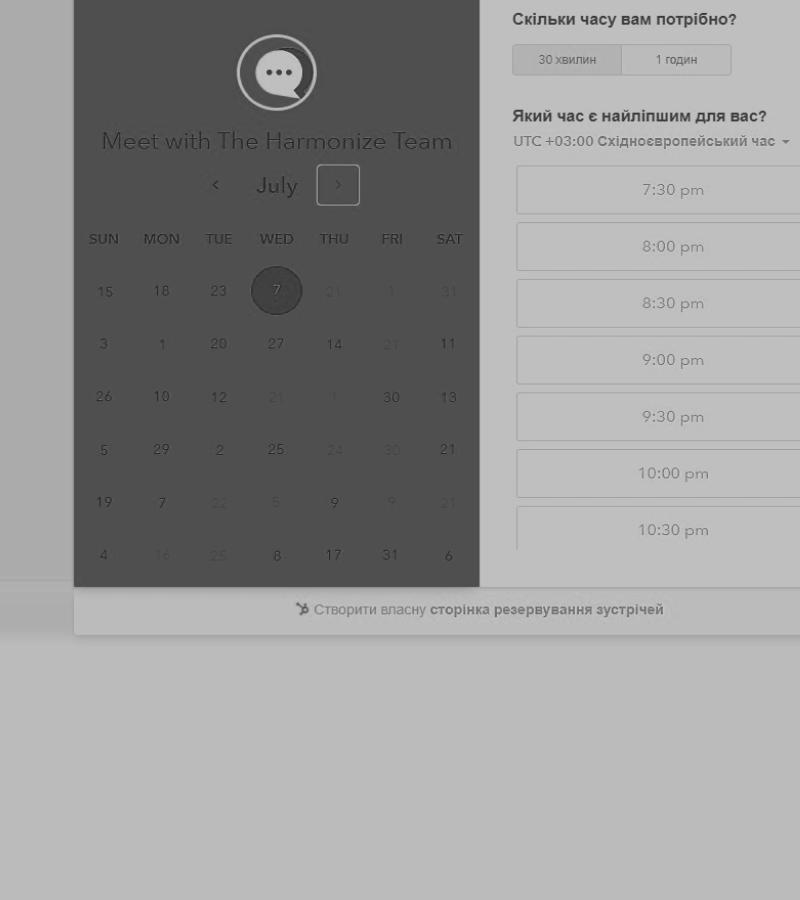 Meet with The Harmonize Team
July
SUN MON TUE WED THU FRI SAT
15 18 23 7 21 1 31
3 1 20 27 14 21 11
26 10 12 21 1 30 13
5 29 2 25 24 30 21
19 7 22 5 9 9 21
4 16 25 8 17 31 6
Скільки часу вам потрібно?
30 хвилин 1 годин
Який час є найліпшим для вас?
UTC +03:00 Східноєвропейський час
7:30 pm
8:00 pm
8:30 pm
9:00 pm
9:30 pm
10:00 pm
10:30 pm
Створити власну сторінка резервування зустрічей